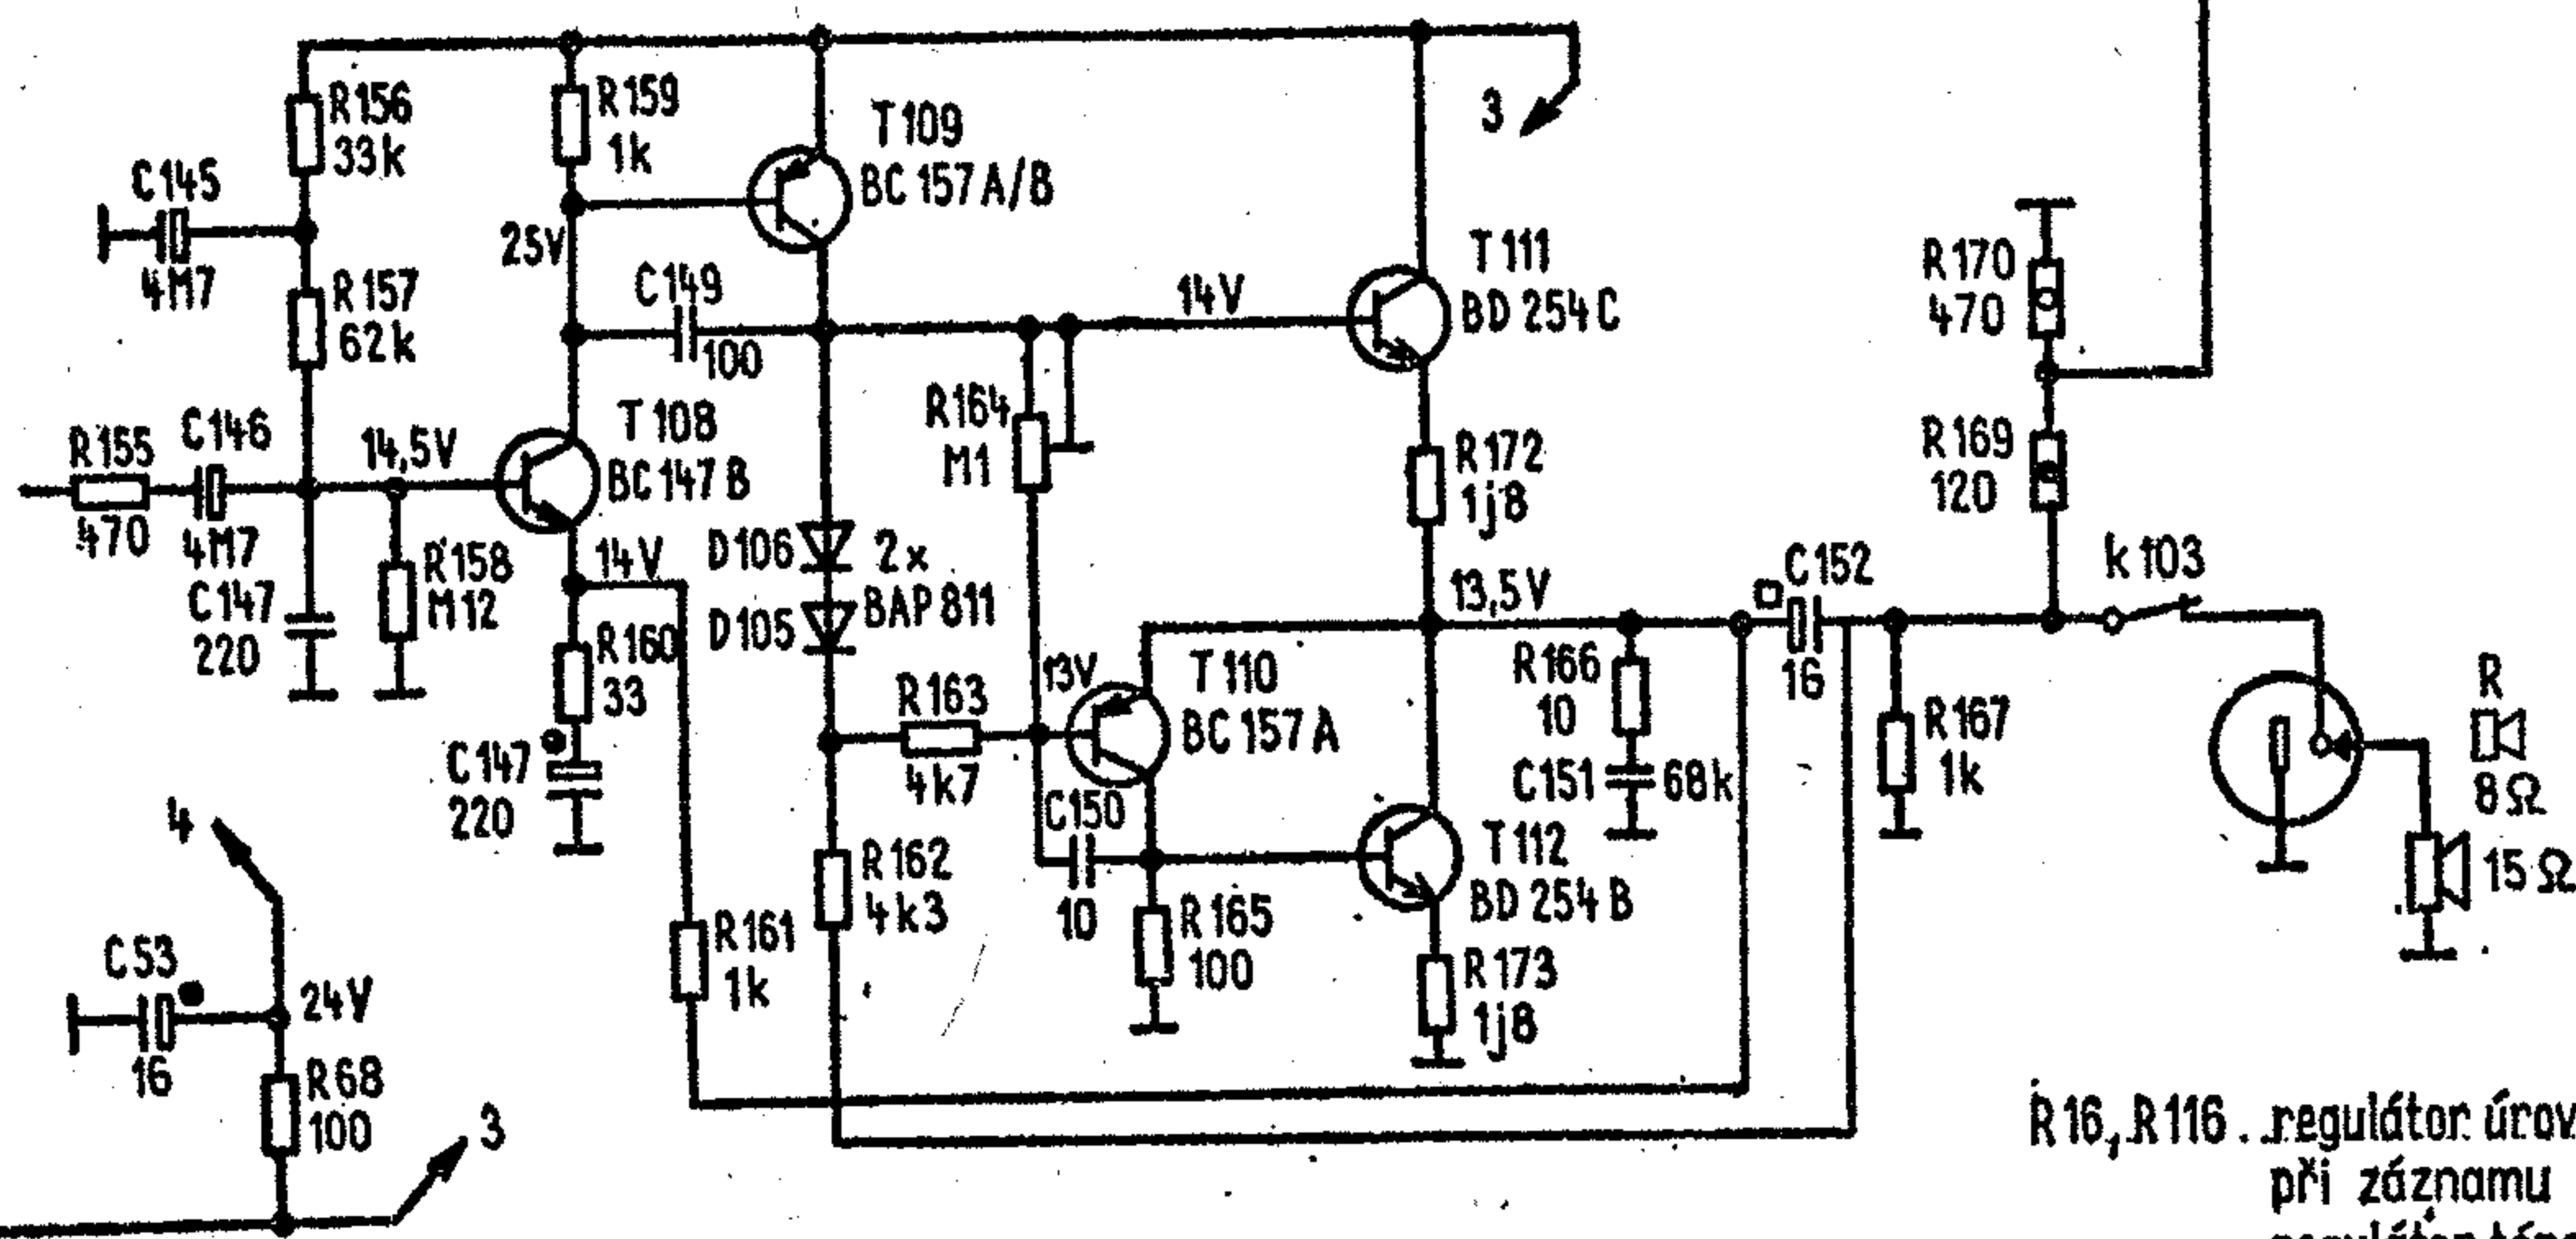 R156
33k
C145
4M7
R157
62k
R155
470
C146
4M7
C147
220
14,5V
R158
M12
R159
1k
25V
T109
BC157A/B
C149
100
T108
BC147B
14V
R160
33
C147
220
D106
D105
2x
BAP811
R161
1k
R162
4k3
R163
4k7
R164
M1
14V
13V
T110
BC157A
C150
10
R165
100
T111
BD254C
3
R172
1j8
13,5V
T112
BD254B
R173
1j8
R166
10
C151
68k
C152
16
R167
1k
R170
470
R169
120
k103
R
8Ω
15Ω
4
C53
16
24V
R68
100
3
R16, R116 .. regulátor úrov
při záznamu